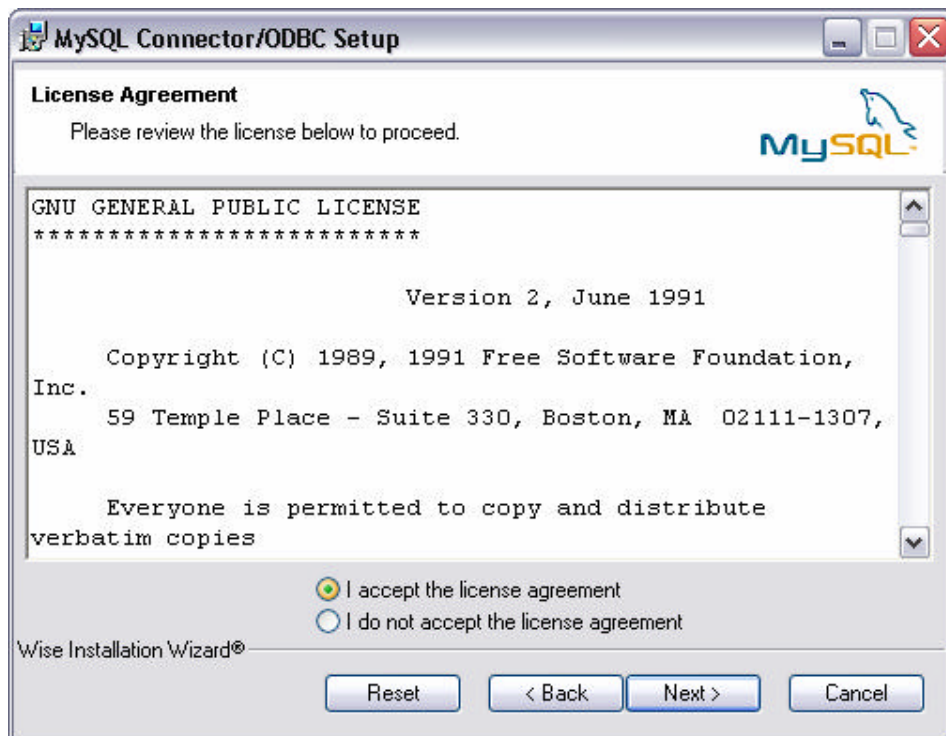 MySQL Connector/ODBC Setup
License Agreement
Please review the license below to proceed.
MySQL
GNU GENERAL PUBLIC LICENSE
**************************
Version 2, June 1991
Copyright (C) 1989, 1991 Free Software Foundation,
Inc.
59 Temple Place - Suite 330, Boston, MA  02111-1307,
USA
Everyone is permitted to copy and distribute
verbatim copies
I accept the license agreement
I do not accept the license agreement
Wise Installation Wizard®
Reset
< Back
Next >
Cancel